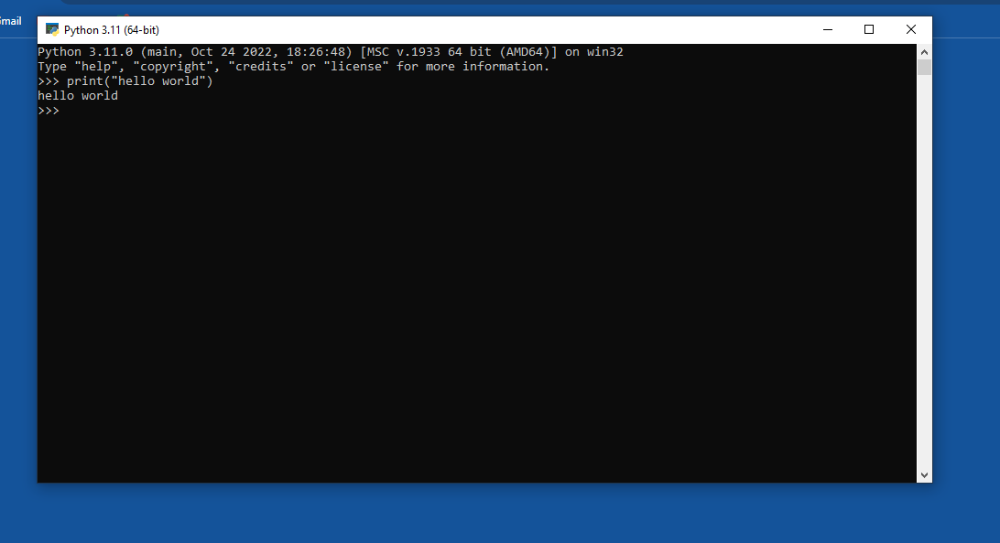 Gmail
Python 3.11 (64-bit)
Python 3.11.0 (main, Oct 24 2022, 18:26:48) [MSC v.1933 64 bit (AMD64)] on win32
Type "help", "copyright", "credits" or "license" for more information.
>>> print("hello world")
hello world
>>>